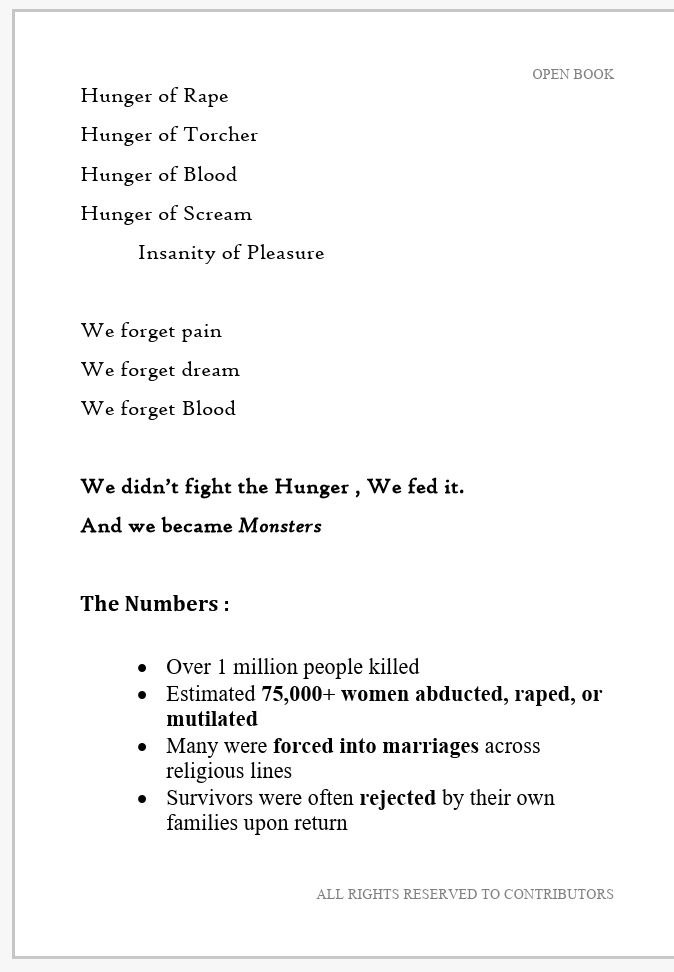 OPEN BOOK
Hunger of Rape
Hunger of Torcher
Hunger of Blood
Hunger of Scream
Insanity of Pleasure
We forget pain
We forget dream
We forget Blood
We didn’t fight the Hunger , We fed it.
And we became Monsters
The Numbers :
• Over 1 million people killed
• Estimated 75,000+ women abducted, raped, or
mutilated
• Many were forced into marriages across
religious lines
• Survivors were often rejected by their own
families upon return
ALL RIGHTS RESERVED TO CONTRIBUTORS